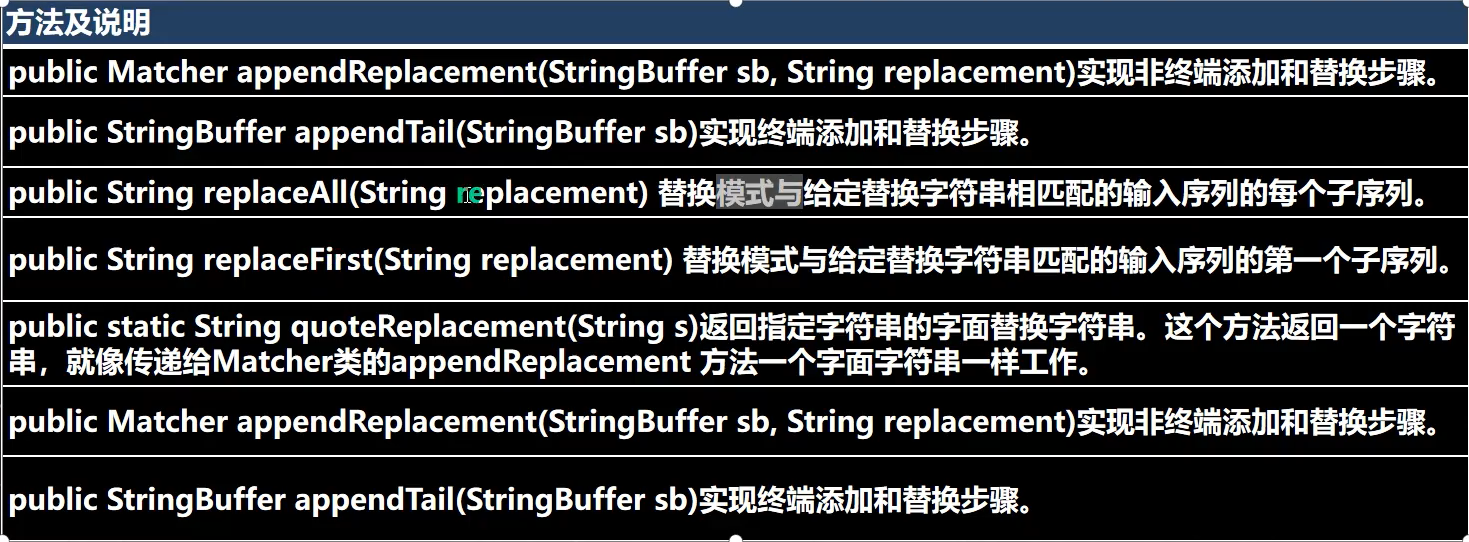 方法及说明
public Matcher appendReplacement(StringBuffer sb, String replacement)实现非终端添加和替换步骤。
public StringBuffer appendTail(StringBuffer sb)实现终端添加和替换步骤。
public String replaceAll(String replacement) 替换模式与给定替换字符串相匹配的输入序列的每个子序列。
public String replaceFirst(String replacement) 替换模式与给定替换字符串匹配的输入序列的第一个子序列。
public static String quoteReplacement(String s)返回指定字符串的字面替换字符串。这个方法返回一个字符
串，就像传递给Matcher类的appendReplacement 方法一个字面字符串一样工作。
public Matcher appendReplacement(StringBuffer sb, String replacement)实现非终端添加和替换步骤。
public StringBuffer appendTail(StringBuffer sb)实现终端添加和替换步骤。